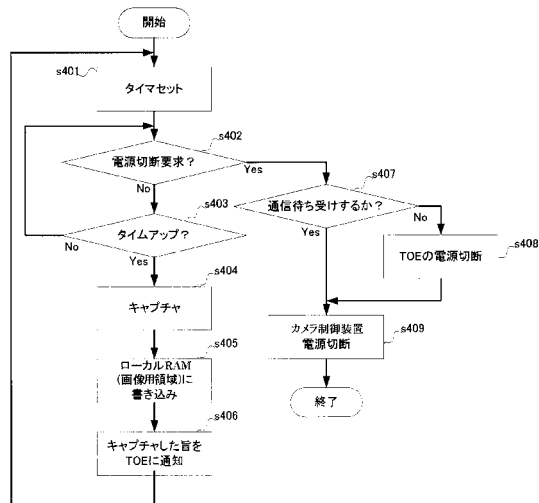 開始
s401
タイマセット
s402
電源切断要求？
Yes
No
s407
通信待ち受けするか？
No
Yes
s403
タイムアップ？
No
Yes
s408
TOEの電源切断
s404
キャプチャ
s409
カメラ制御装置
電源切断
s405
ローカルRAM
(画像用領域)に
書き込み
終了
s406
キャプチャした旨を
TOEに通知